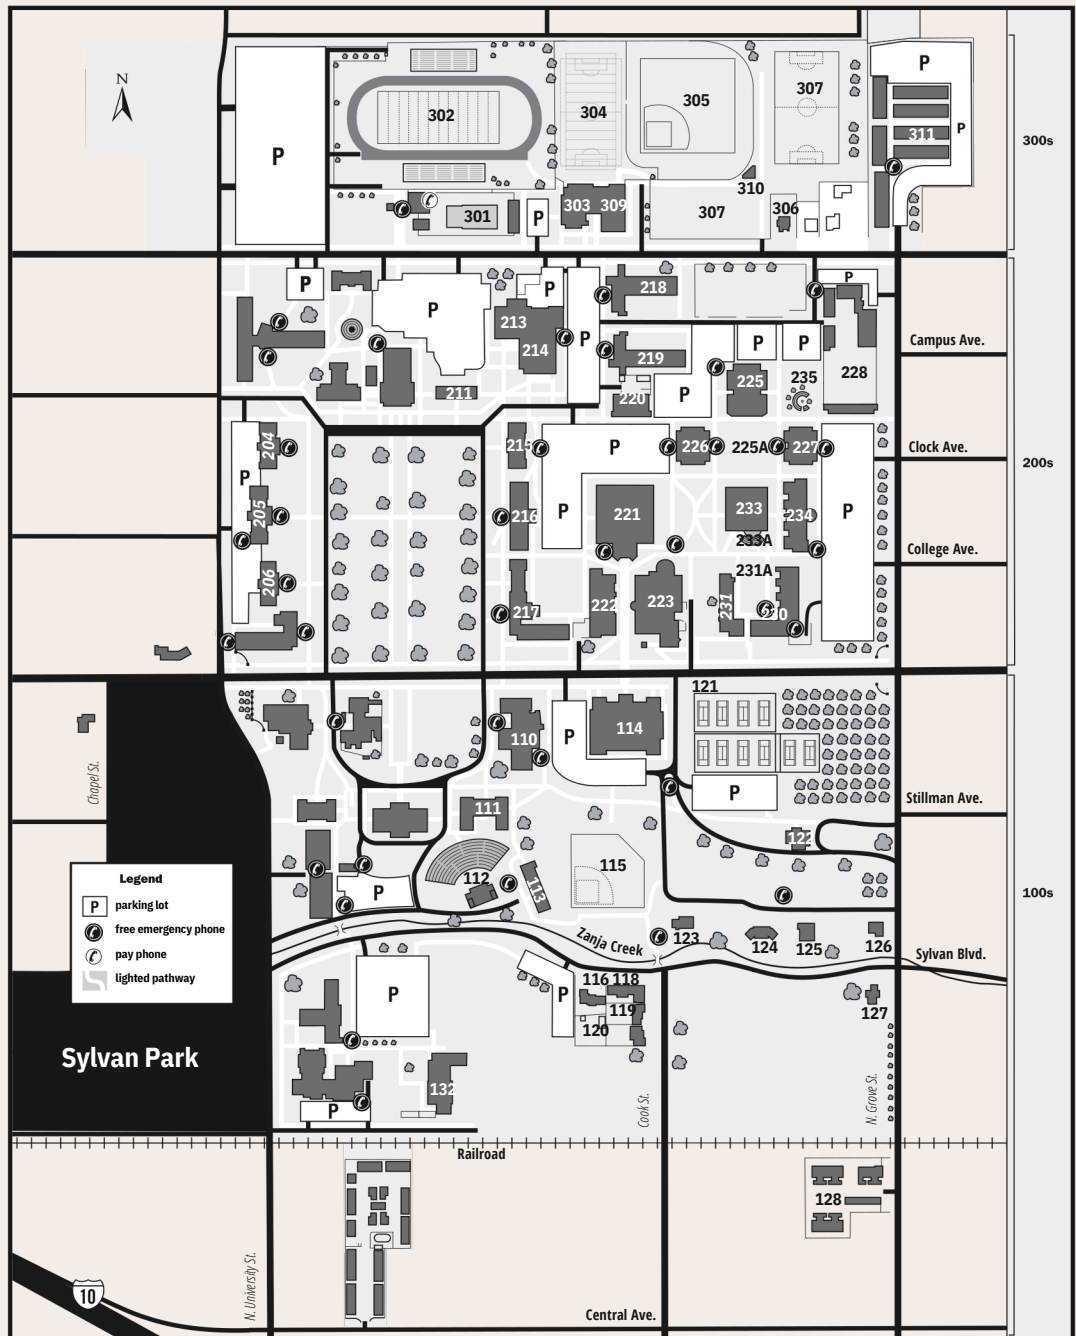 N
P
302
304
305
307
P
311
P
300s
310
301
P
303
309
307
306
P
P
P
218
P
213
214
P
219
P
P
235
228
Campus Ave.
225
211
220
P
204
215
P
226
225A
227
Clock Ave.
200s
P
205
216
P
221
233
234
P
233A
College Ave.
231A
206
217
222
223
231
230
121
110
P
114
Chapel St.
P
Stillman Ave.
111
122
115
112
113
P
100s
Legend
P parking lot
free emergency phone
pay phone
lighted pathway
Zanja Creek
123
124
125
126
Sylvan Blvd.
P
P
116
118
119
120
127
Sylvan Park
132
P
Cook St.
N. Grove St.
Railroad
128
N. University St.
10
Central Ave.